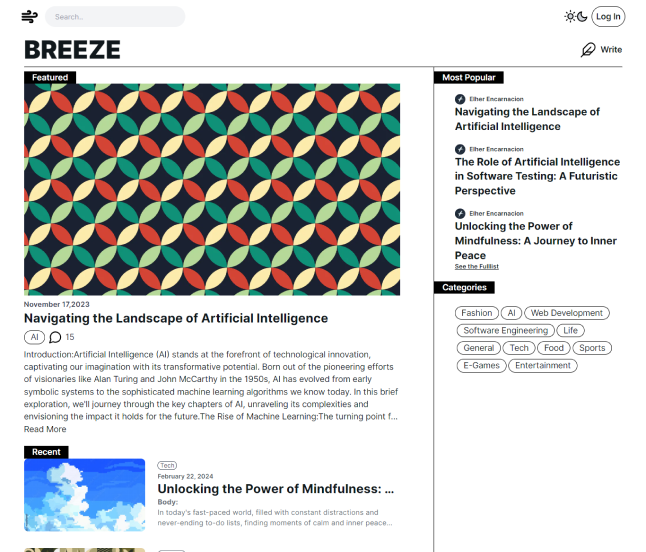 Search..
Log In
BREEZE
Write
Featured
November 17,2023
Navigating the Landscape of Artificial Intelligence
AI 15
Introduction:Artificial Intelligence (AI) stands at the forefront of technological innovation,
captivating our imagination with its transformative potential. Born out of the pioneering efforts
of visionaries like Alan Turing and John McCarthy in the 1950s, AI has evolved from early
symbolic systems to the sophisticated machine learning algorithms we know today. In this brief
exploration, we'll journey through the key chapters of AI, unraveling its complexities and
envisioning the impact it holds for the future.The Rise of Machine Learning:The turning point f...
Read More
Recent
Tech
February 22, 2024
Unlocking the Power of Mindfulness: ...
Body:
In today's fast-paced world, filled with constant distractions and
never-ending to-do lists, finding moments of calm and inner peace...
Most Popular
Elher Encarnacion
Navigating the Landscape of
Artificial Intelligence
Elher Encarnacion
The Role of Artificial Intelligence
in Software Testing: A Futuristic
Perspective
Elher Encarnacion
Unlocking the Power of
Mindfulness: A Journey to Inner
Peace
See the Fulllist
Categories
Fashion AI Web Development
Software Engineering Life
General Tech Food Sports
E-Games Entertainment